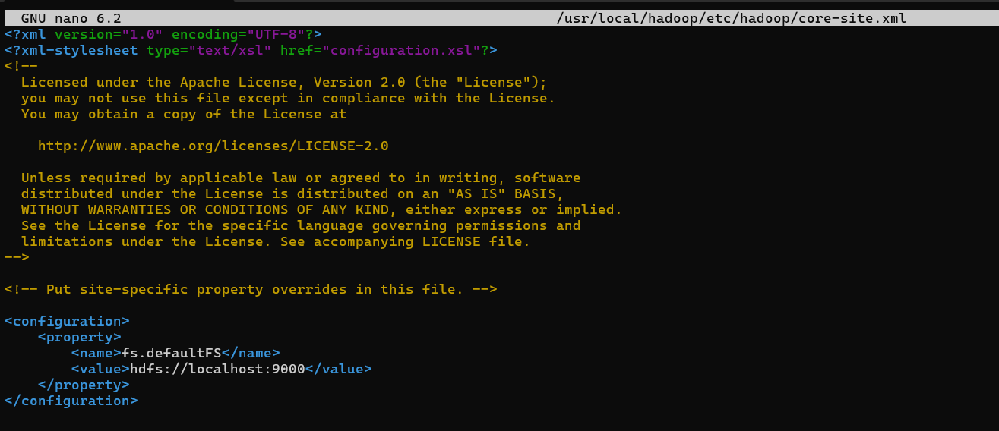 GNU nano 6.2 /usr/local/hadoop/etc/hadoop/core-site.xml
<?xml version="1.0" encoding="UTF-8"?>
<?xml-stylesheet type="text/xsl" href="configuration.xsl"?>
<!--
  Licensed under the Apache License, Version 2.0 (the "License");
  you may not use this file except in compliance with the License.
  You may obtain a copy of the License at

    http://www.apache.org/licenses/LICENSE-2.0

  Unless required by applicable law or agreed to in writing, software
  distributed under the License is distributed on an "AS IS" BASIS,
  WITHOUT WARRANTIES OR CONDITIONS OF ANY KIND, either express or implied.
  See the License for the specific language governing permissions and
  limitations under the License. See accompanying LICENSE file.
-->

<!-- Put site-specific property overrides in this file. -->

<configuration>
    <property>
        <name>fs.defaultFS</name>
        <value>hdfs://localhost:9000</value>
    </property>
</configuration>